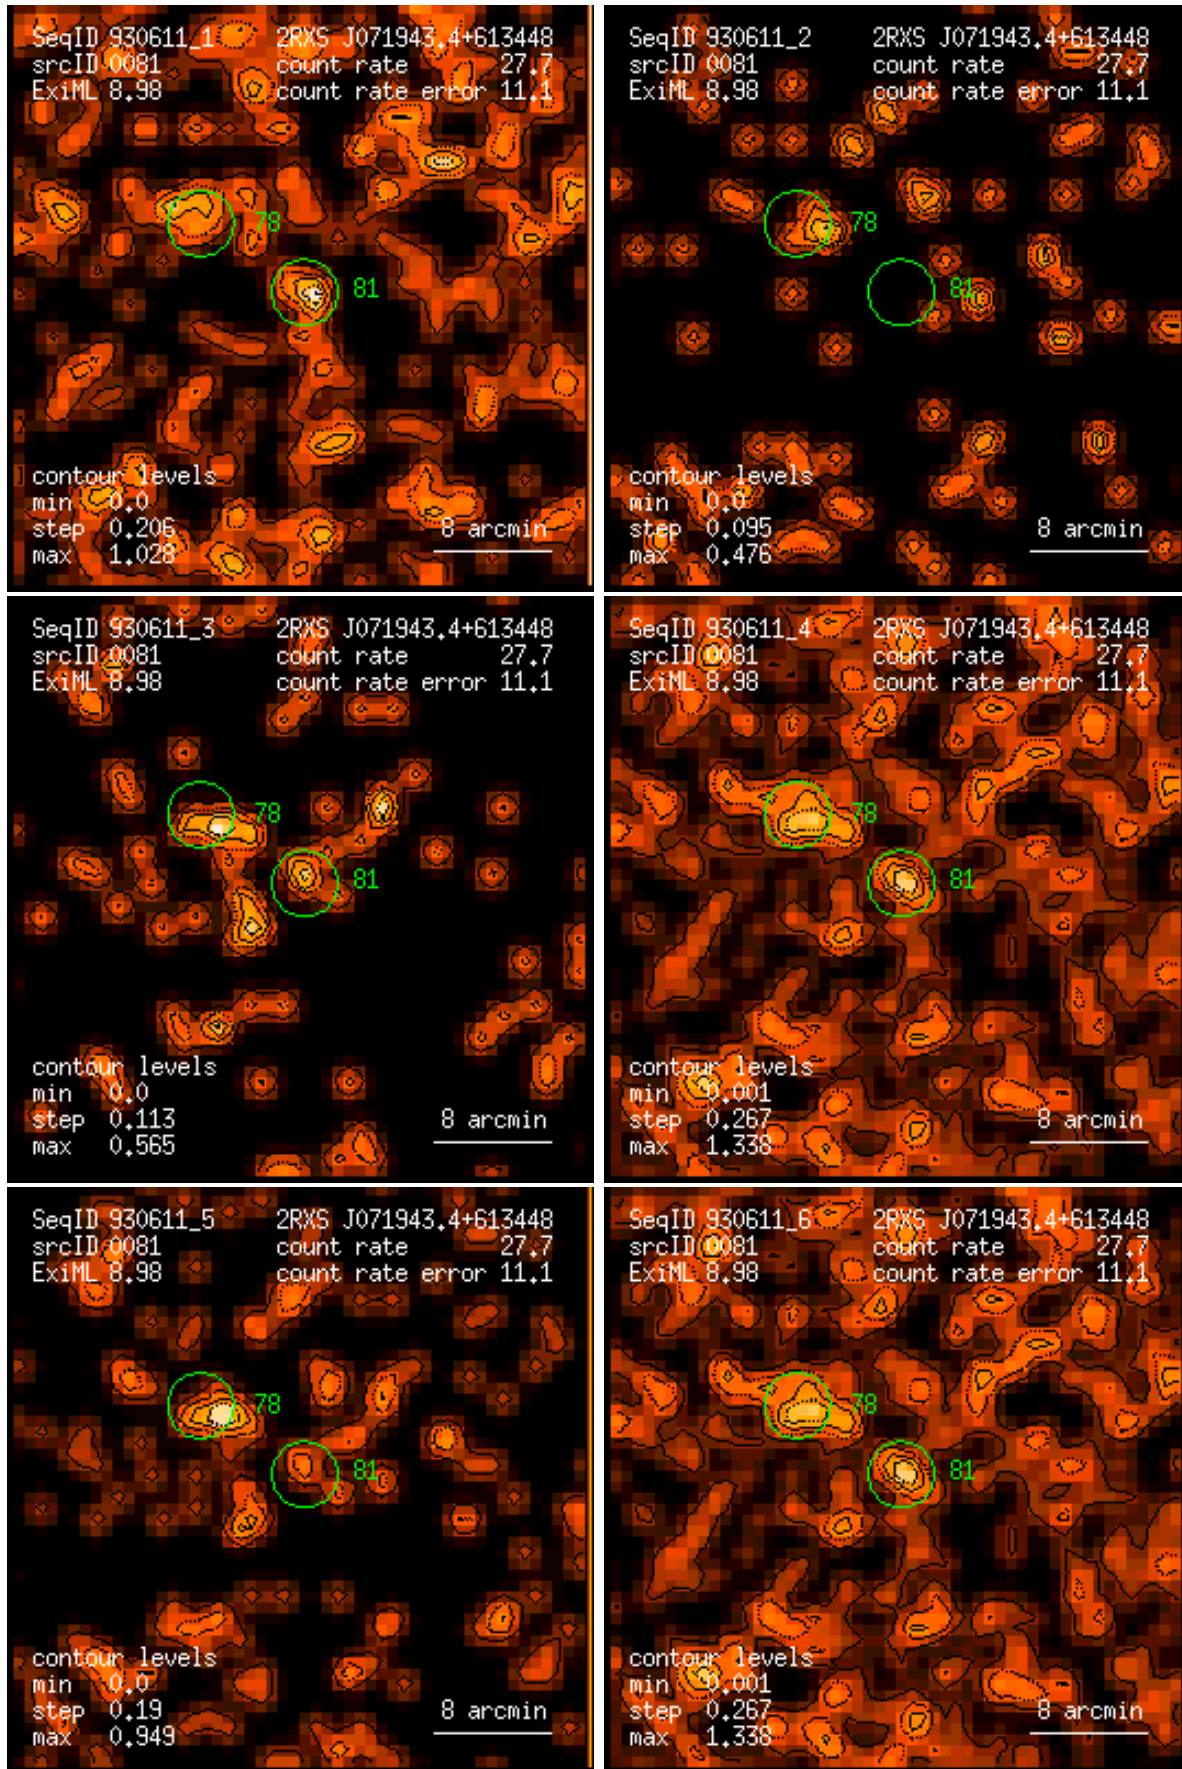 SeqID 930611_1 2RXS J071943.4+613448
srcID 0081 count rate 27.7
ExiML 8.98 count rate error 11.1
78
81
contour levels
min 0.0
step 0.206 8 arcmin
max 1.028
SeqID 930611_2 2RXS J071943.4+613448
srcID 0081 count rate 27.7
ExiML 8.98 count rate error 11.1
78
81
contour levels
min 0.0
step 0.095 8 arcmin
max 0.476
SeqID 930611_3 2RXS J071943.4+613448
srcID 0081 count rate 27.7
ExiML 8.98 count rate error 11.1
78
81
contour levels
min 0.0
step 0.113 8 arcmin
max 0.565
SeqID 930611_4 2RXS J071943.4+613448
srcID 0081 count rate 27.7
ExiML 8.98 count rate error 11.1
78
81
contour levels
min 0.001
step 0.267 8 arcmin
max 1.338
SeqID 930611_5 2RXS J071943.4+613448
srcID 0081 count rate 27.7
ExiML 8.98 count rate error 11.1
78
81
contour levels
min 0.0
step 0.19 8 arcmin
max 0.949
SeqID 930611_6 2RXS J071943.4+613448
srcID 0081 count rate 27.7
ExiML 8.98 count rate error 11.1
78
81
contour levels
min 0.001
step 0.267 8 arcmin
max 1.338